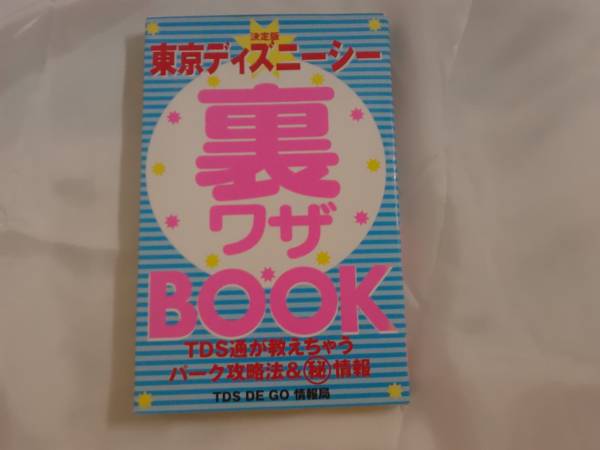 決定版
東京ディズニーシー
裏
ワザ
BOOK
TDS通が教えちゃう
パーク攻略法&㊙情報
TDS DE GO 情報局